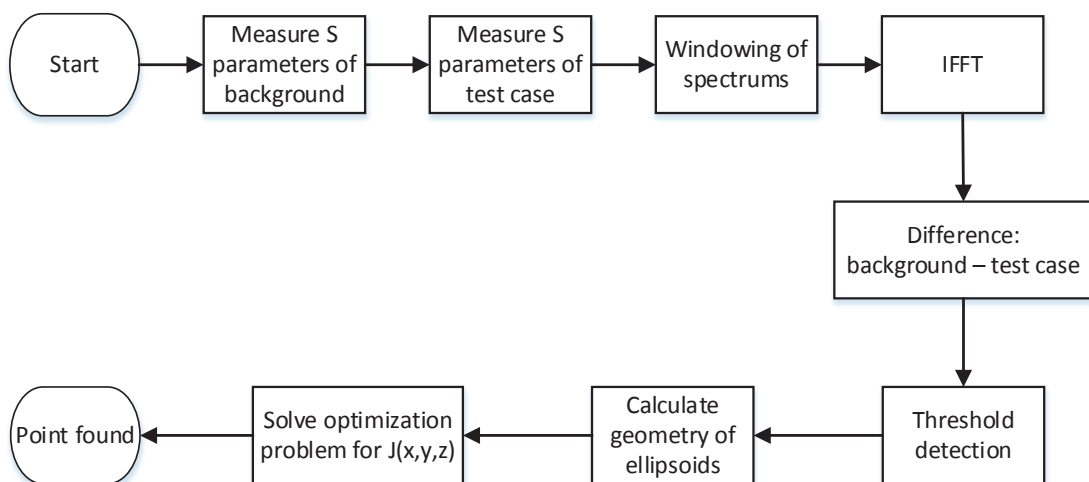 Start
Measure S
parameters of
background
Measure S
parameters of
test case
Windowing of
spectrums
IFFT
Difference:
background – test case
Threshold
detection
Calculate
geometry of
ellipsoids
Solve optimization
problem for J(x,y,z)
Point found